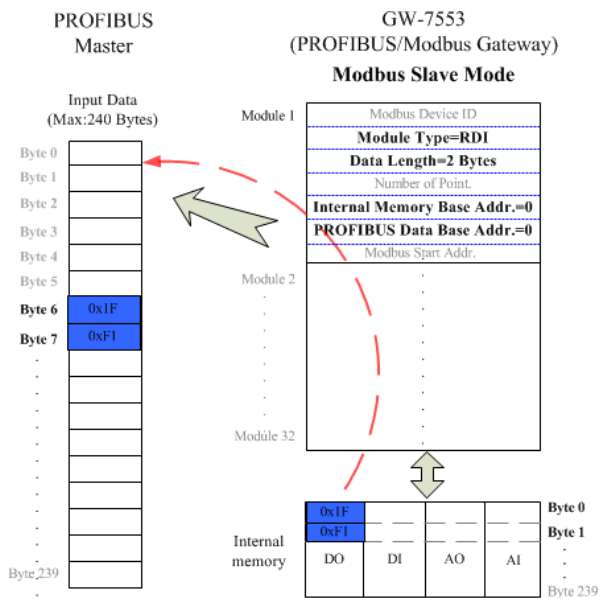 PROFIBUS
Master
GW-7553
(PROFIBUS/Modbus Gateway)
Modbus Slave Mode
Input Data
(Max:240 Bytes)
Byte 0
Byte 1
Byte 2
Byte 3
Byte 4
Byte 5
Byte 6
0x1F
Byte 7
0xF1
Byte 239
Module 1
Modbus Device ID
Module Type=RDI
Data Length=2 Bytes
Number of Point.
Internal Memory Base Addr.=0
PROFIBUS Data Base Addr.=0
Modbus Start Addr.
Module 2
Module 32
Internal
memory
0x1F
Byte 0
0xF1
Byte 1
DO DI AO AI
Byte 239